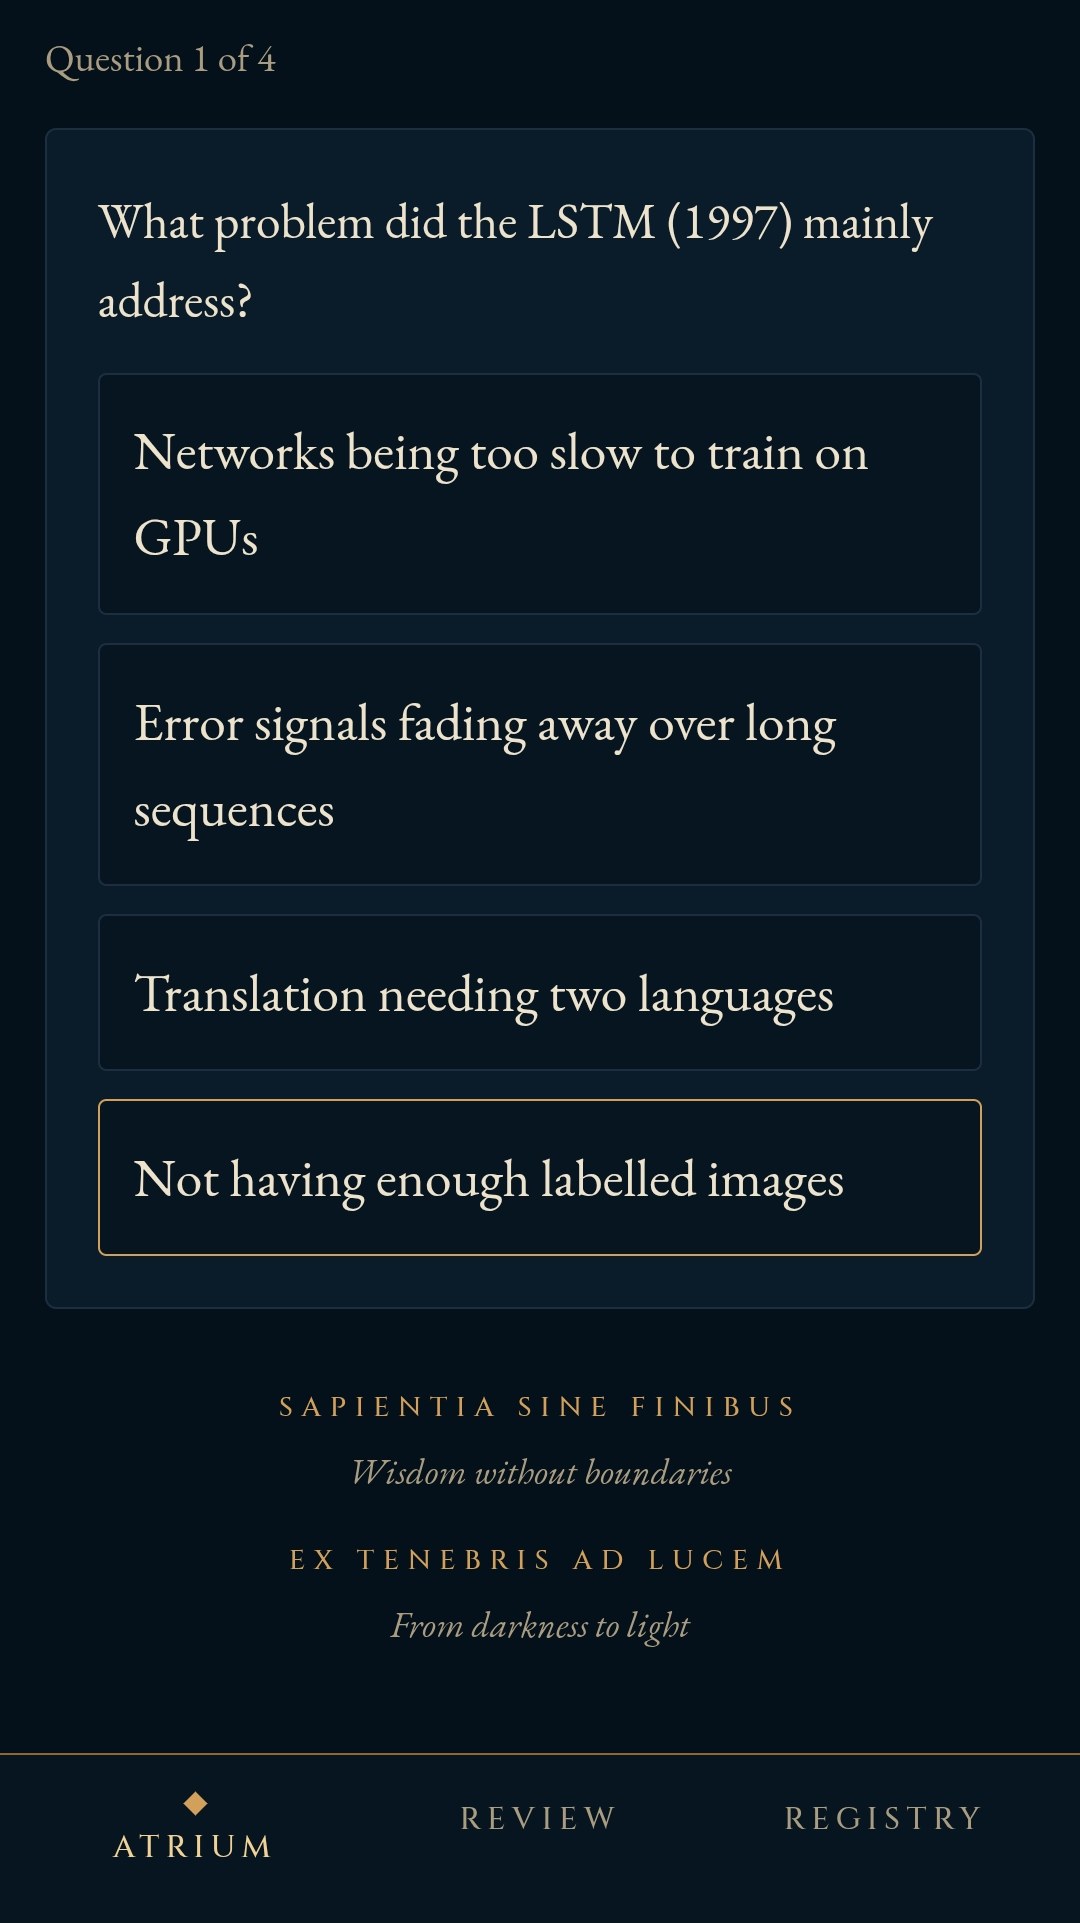 Question 1 of 4
What problem did the LSTM (1997) mainly
address?
Networks being too slow to train on
GPUs
Error signals fading away over long
sequences
Translation needing two languages
Not having enough labelled images
SAPIENTIA SINE FINIBUS
Wisdom without boundaries
EX TENEBRIS AD LUCEM
From darkness to light
ATRIUM
REVIEW
REGISTRY